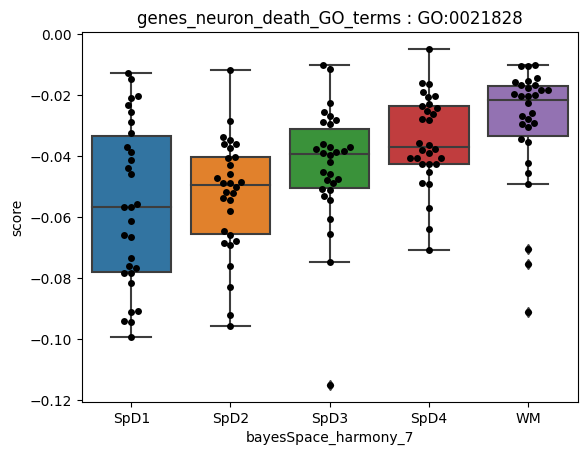 genes_neuron_death_GO_terms : GO:0021828
score
0.00
−0.02
−0.04
−0.06
−0.08
−0.10
−0.12
SpD1 SpD2 SpD3 SpD4 WM
bayesSpace_harmony_7